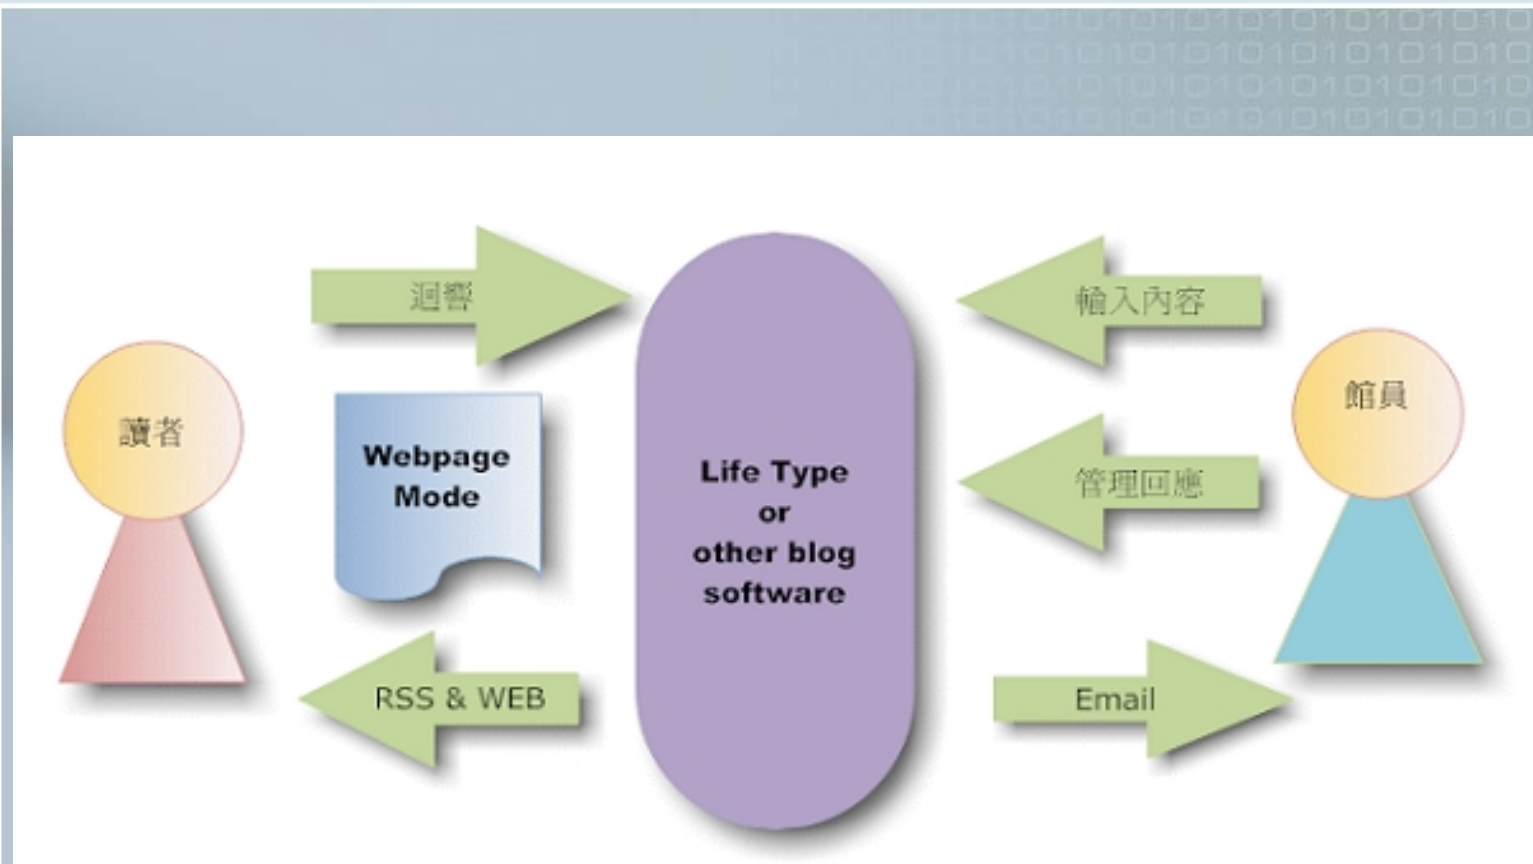 迴響
輸入內容
讀者
館員
Webpage
Mode
Life Type
or
other blog
software
管理回應
RSS & WEB
Email